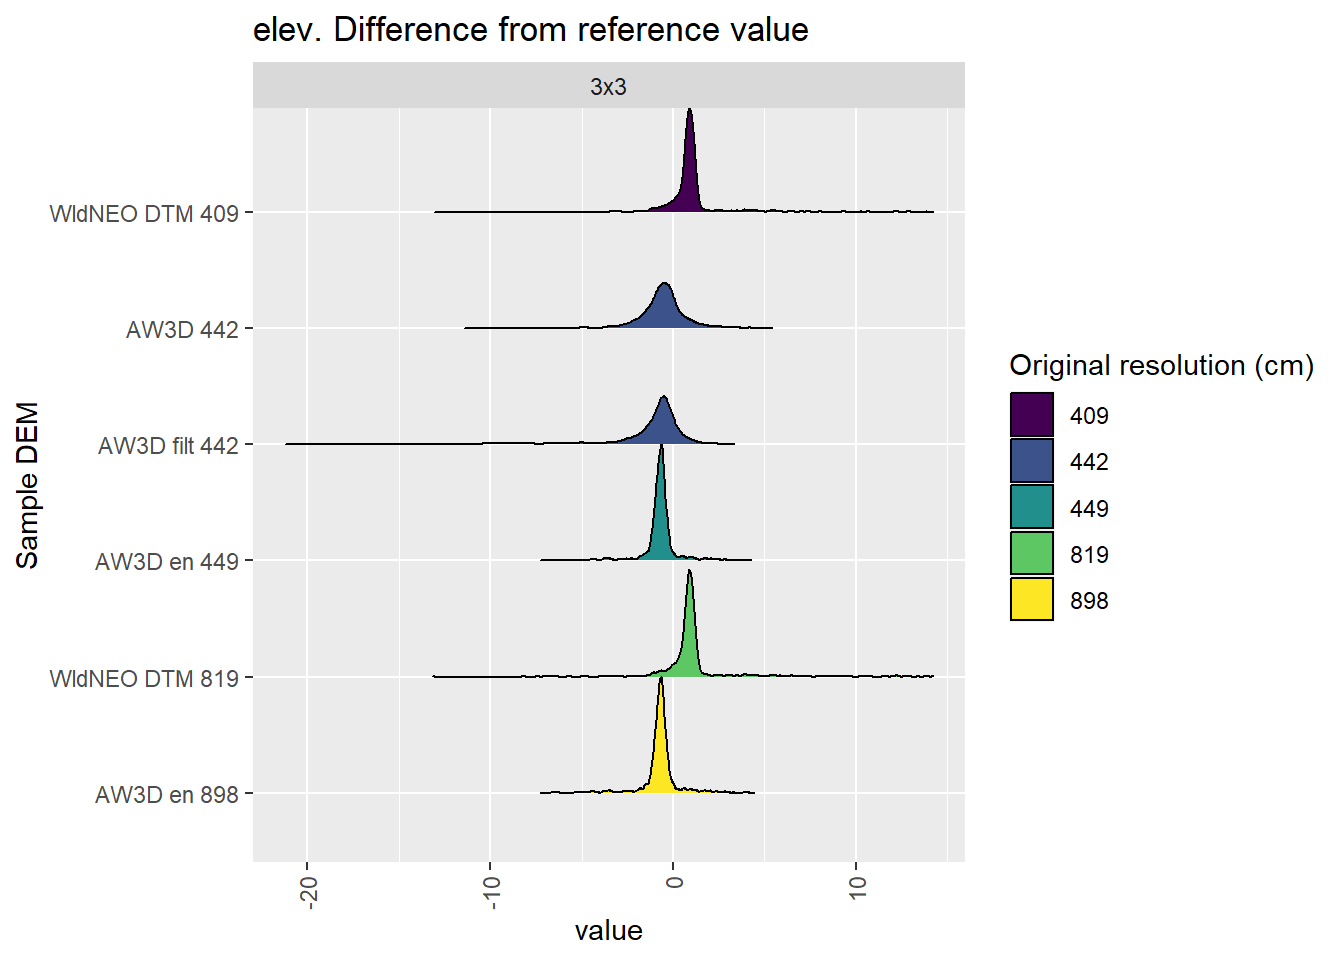 elev. Difference from reference value
3x3
WldNEO DTM 409
AW3D 442
AW3D filt 442
AW3D en 449
WldNEO DTM 819
AW3D en 898
Sample DEM
-20
-10
0
10
value
Original resolution (cm)
409
442
449
819
898